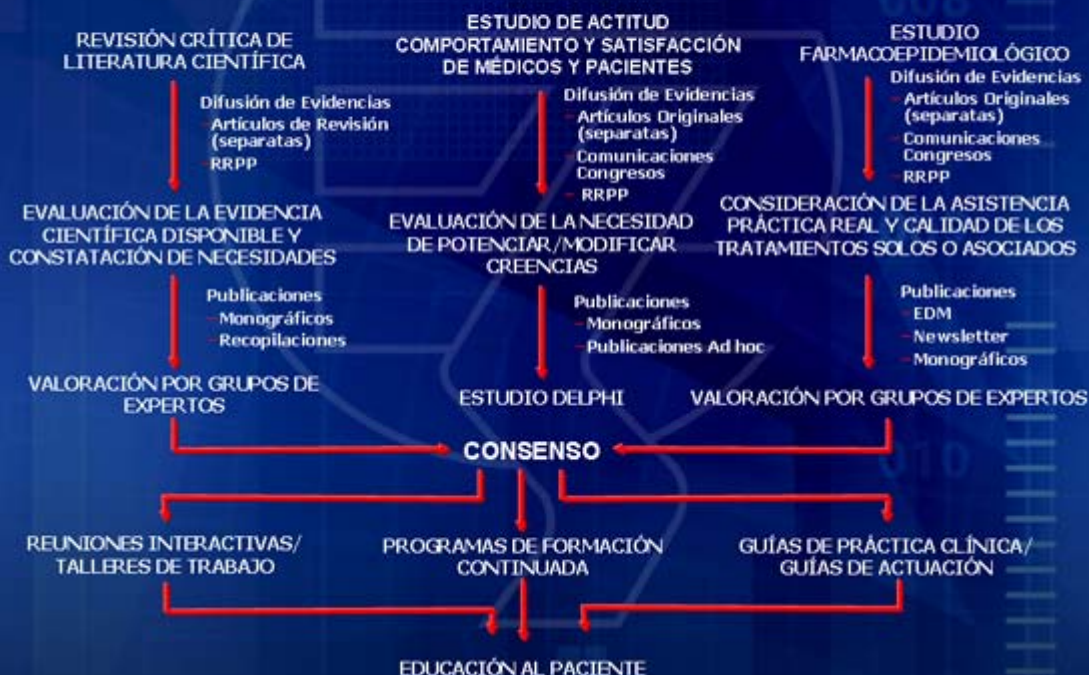 REVISIÓN CRÍTICA DE
LITERATURA CIENTÍFICA
Difusión de Evidencias
-Artículos de Revisión
(separatas)
-RRPP
EVALUACIÓN DE LA EVIDENCIA
CIENTÍFICA DISPONIBLE Y
CONSTATACIÓN DE NECESIDADES
Publicaciones
-Monográficos
-Recopilaciones
VALORACIÓN POR GRUPOS DE
EXPERTOS
ESTUDIO DE ACTITUD
COMPORTAMIENTO Y SATISFACCIÓN
DE MÉDICOS Y PACIENTES
Difusión de Evidencias
-Artículos Originales
(separatas)
-Comunicaciones
Congresos
-RRPP
EVALUACIÓN DE LA NECESIDAD
DE POTENCIAR/MODIFICAR
CREENCIAS
Publicaciones
-Monográficos
-Publicaciones Ad hoc
ESTUDIO DELPHI
ESTUDIO
FARMACOEPIDEMIOLÓGICO
Difusión de Evidencias
-Artículos Originales
(separatas)
-Comunicaciones
Congresos
-RRPP
CONSIDERACIÓN DE LA ASISTENCIA
PRÁCTICA REAL Y CALIDAD DE LOS
TRATAMIENTOS SOLOS O ASOCIADOS
Publicaciones
-EDM
-Newsletter
-Monográficos
VALORACIÓN POR GRUPOS DE EXPERTOS
CONSENSO
REUNIONES INTERACTIVAS/
TALLERES DE TRABAJO
PROGRAMAS DE FORMACIÓN
CONTINUADA
GUÍAS DE PRÁCTICA CLÍNICA/
GUÍAS DE ACTUACIÓN
EDUCACIÓN AL PACIENTE
008
010